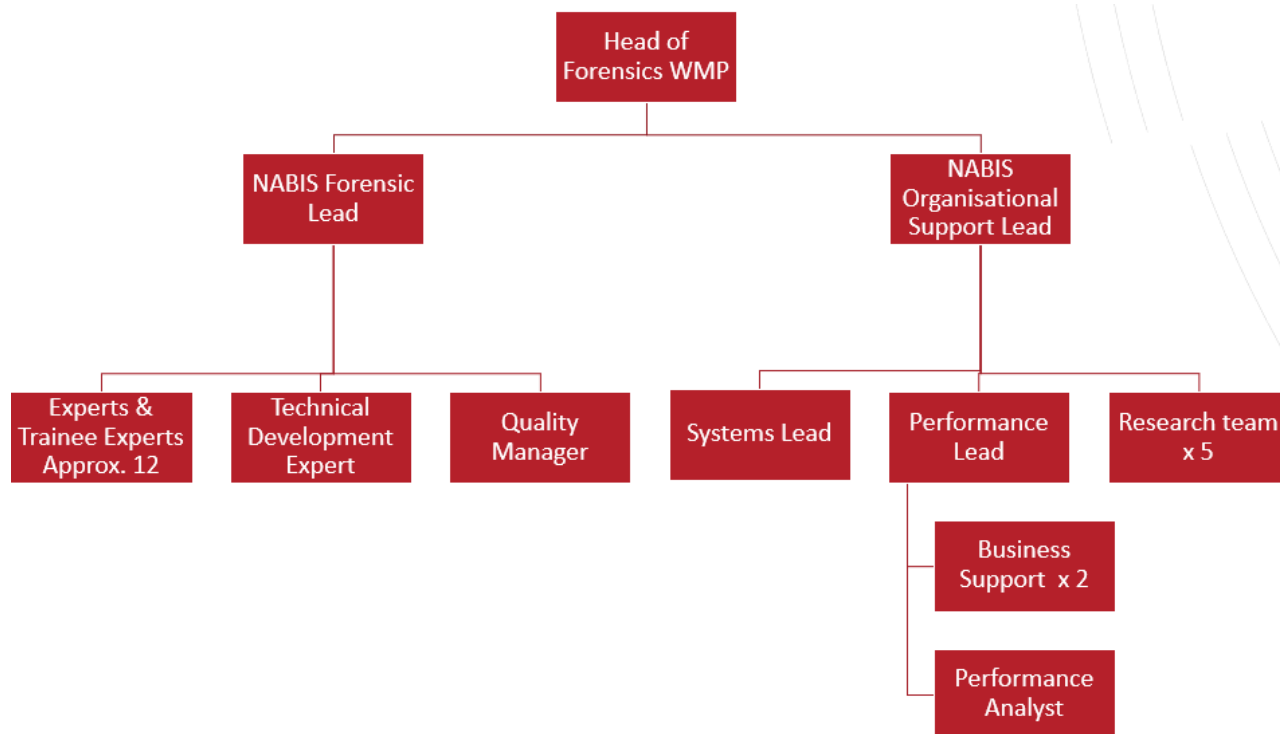 Head of
Forensics WMP
NABIS Forensic
Lead
NABIS
Organisational
Support Lead
Experts &
Trainee Experts
Approx. 12
Technical
Development
Expert
Quality
Manager
Systems Lead
Performance
Lead
Research team
x 5
Business
Support  x 2
Performance
Analyst